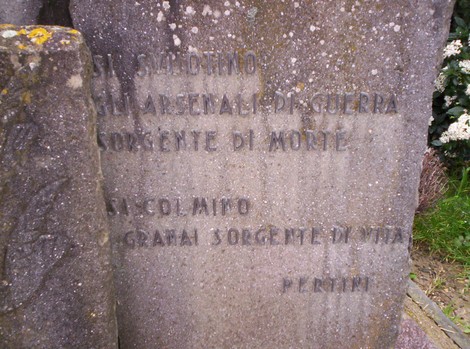 SI SVUOTINO
GLI ARSENALI DI GUERRA
SORGENTE DI MORTE
SI COLMINO
I GRANAI SORGENTE DI VITA
PERTINI